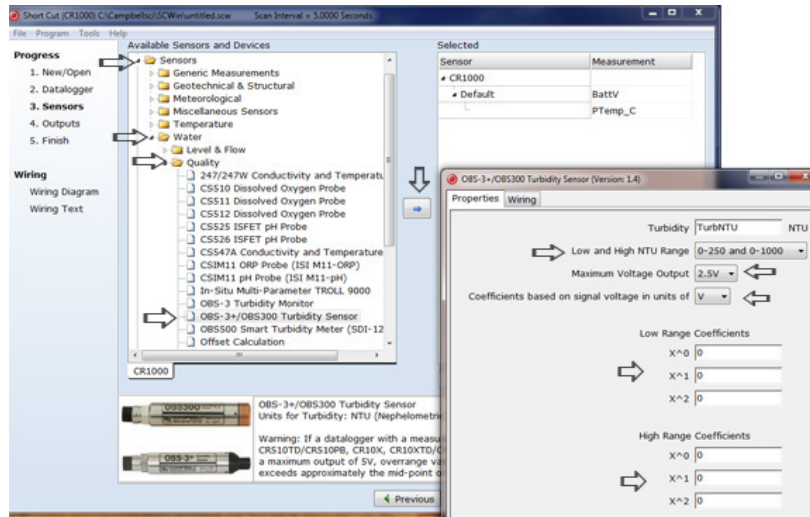 Short Cut (CR1000) C:\Campbellsci\SCWin\untitled.scw Scan Interval = 5.0000 Seconds
File Program Tools Help
Progress
1. New/Open
2. Datalogger
3. Sensors
4. Outputs
5. Finish
Wiring
Wiring Diagram
Wiring Text
Available Sensors and Devices
Sensors
Generic Measurements
Geotechnical & Structural
Meteorological
Miscellaneous Sensors
Temperature
Water
Level & Flow
Quality
247/247W Conductivity and Temperatu
CS510 Dissolved Oxygen Probe
CS511 Dissolved Oxygen Probe
CS512 Dissolved Oxygen Probe
CS525 ISFET pH Probe
CS526 ISFET pH Probe
CS547A Conductivity and Temperature
CSIM11 ORP Probe (ISI M11-ORP)
CSIM11 pH Probe (ISI M11-pH)
In-Situ Multi-Parameter TROLL 9000
OBS-3 Turbidity Monitor
OBS-3+/OBS300 Turbidity Sensor
OBS500 Smart Turbidity Meter (SDI-12
Offset Calculation
CR1000
Selected
Sensor Measurement
CR1000
Default BattV
PTemp_C
OBS-3+/OBS300 Turbidity Sensor (Version: 1.4)
Properties Wiring
Turbidity TurbNTU NTU
Low and High NTU Range 0-250 and 0-1000
Maximum Voltage Output 2.5V
Coefficients based on signal voltage in units of V
Low Range Coefficients
X^0 0
X^1 0
X^2 0
High Range Coefficients
X^0 0
X^1 0
X^2 0
OBS300
OBS-3+
OBS-3+/OBS300 Turbidity Sensor
Units for Turbidity: NTU (Nephelometric
Warning: If a datalogger with a measu
CR510TD/CR510PB, CR10X, CR10XTD/C
a maximum output of 5V, overrange va
exceeds approximately the mid-point o
Previous